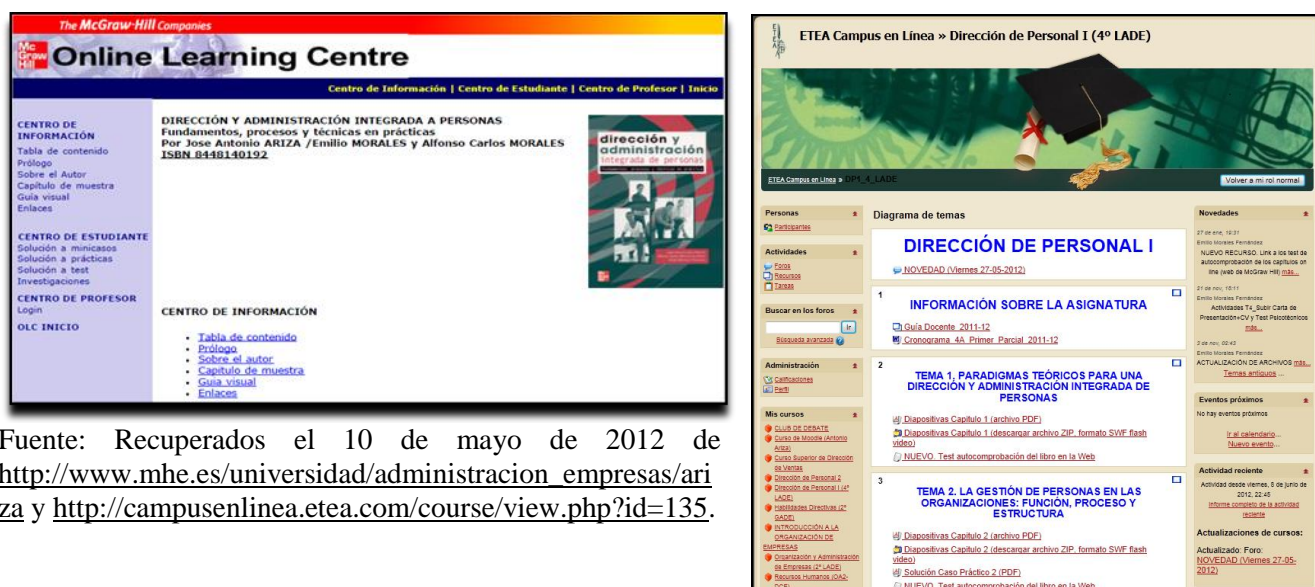 The McGraw-Hill Companies
Mc
Graw
Hill
Online Learning Centre
Centro de Información | Centro de Estudiante | Centro de Profesor | Inicio
CENTRO DE
INFORMACIÓN
Tabla de contenido
Prólogo
Sobre el Autor
Capítulo de muestra
Guía visual
Enlaces
CENTRO DE ESTUDIANTE
Solución a minicasos
Solución a prácticas
Solución a test
Investigaciones
CENTRO DE PROFESOR
Login
OLC INICIO
DIRECCIÓN Y ADMINISTRACIÓN INTEGRADA A PERSONAS
Fundamentos, procesos y técnicas en prácticas
Por Jose Antonio ARIZA /Emilio MORALES y Alfonso Carlos MORALES
ISBN 8448140192
dirección y
administración
integrada de personas
CENTRO DE INFORMACIÓN
• Tabla de contenido
• Prólogo
• Sobre el autor
• Capítulo de muestra
• Guía visual
• Enlaces
Fuente: Recuperados el 10 de mayo de 2012 de
http://www.mhe.es/universidad/administracion_empresas/ari
za y http://campusenlinea.etea.com/course/view.php?id=135.
ETEA
ETEA Campus en Línea » Dirección de Personal I (4º LADE)
ETEA Campus en Línea » DP1_4_LADE
Volver a mi rol normal
Personas
Participantes
Actividades
Foros
Recursos
Tareas
Buscar en los foros
Ir
Búsqueda avanzada
Administración
Calificaciones
Perfil
Mis cursos
CLUB DE DEBATE
Curso de Moodle (Antonio
Ariza)
Curso Superior de Dirección
de Ventas
Dirección de Personal 2
Dirección de Personal I (4º
LADE)
Habilidades Directivas (2º
GADE)
INTRODUCCIÓN A LA
ORGANIZACIÓN DE
EMPRESAS
Organización y Administración
de Empresas (2º LADE)
Recursos Humanos (OA2-
Diagrama de temas
DIRECCIÓN DE PERSONAL I
NOVEDAD (Viernes 27-05-2012)
1
INFORMACIÓN SOBRE LA ASIGNATURA
Guía Docente_2011-12
Cronograma_4A_Primer_Parcial_2011-12
2
TEMA 1. PARADIGMAS TEÓRICOS PARA UNA
DIRECCIÓN Y ADMINISTRACIÓN INTEGRADA DE
PERSONAS
Diapositivas Capítulo 1 (archivo PDF)
Diapositivas Capítulo 1 (descargar archivo ZIP, formato SWF flash
video)
NUEVO. Test autocomprobación del libro en la Web
3
TEMA 2. LA GESTIÓN DE PERSONAS EN LAS
ORGANIZACIONES: FUNCIÓN, PROCESO Y
ESTRUCTURA
Diapositivas Capítulo 2 (archivo PDF)
Diapositivas Capítulo 2 (descargar archivo ZIP, formato SWF flash
video)
Solución Caso Práctico 2 (PDF)
NUEVO. Test autocomprobación del libro en la Web
Novedades
27 de ene, 19:31
Emilio Morales Fernández
NUEVO RECURSO: Link a los test de
autocomprobación de los capítulos on
line (web de McGraw Hill) más...
21 de nov, 18:11
Emilio Morales Fernández
Actividades T4_Subir Carta de
Presentación+CV y Test Psicotécnicos
más...
3 de nov, 02:43
Emilio Morales Fernández
ACTUALIZACIÓN DE ARCHIVOS más...
Temas antiguos ...
Eventos próximos
No hay eventos próximos
Ir al calendario...
Nuevo evento...
Actividad reciente
Actividad desde viernes, 8 de junio de
2012, 22:45
Informe completo de la actividad
reciente
Actualizaciones de cursos:
Actualizado: Foro:
NOVEDAD (Viernes 27-05-
2012)